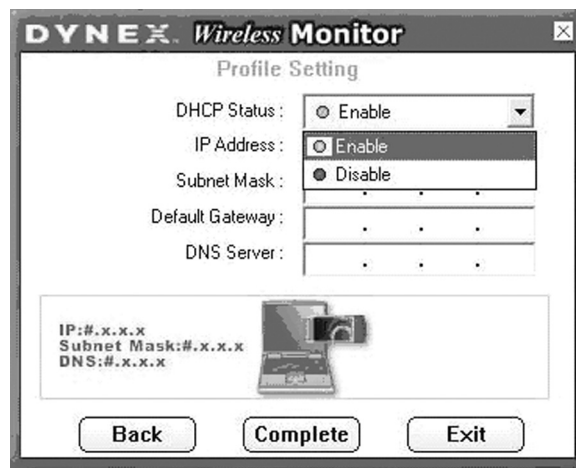 DYNEX Wireless Monitor
Profile Setting
DHCP Status : Enable
IP Address : Enable
Disable
Subnet Mask : . . .
Default Gateway : . . .
DNS Server : . . .
IP:#.x.x.x
Subnet Mask:#.x.x.x
DNS:#.x.x.x
Back Complete Exit